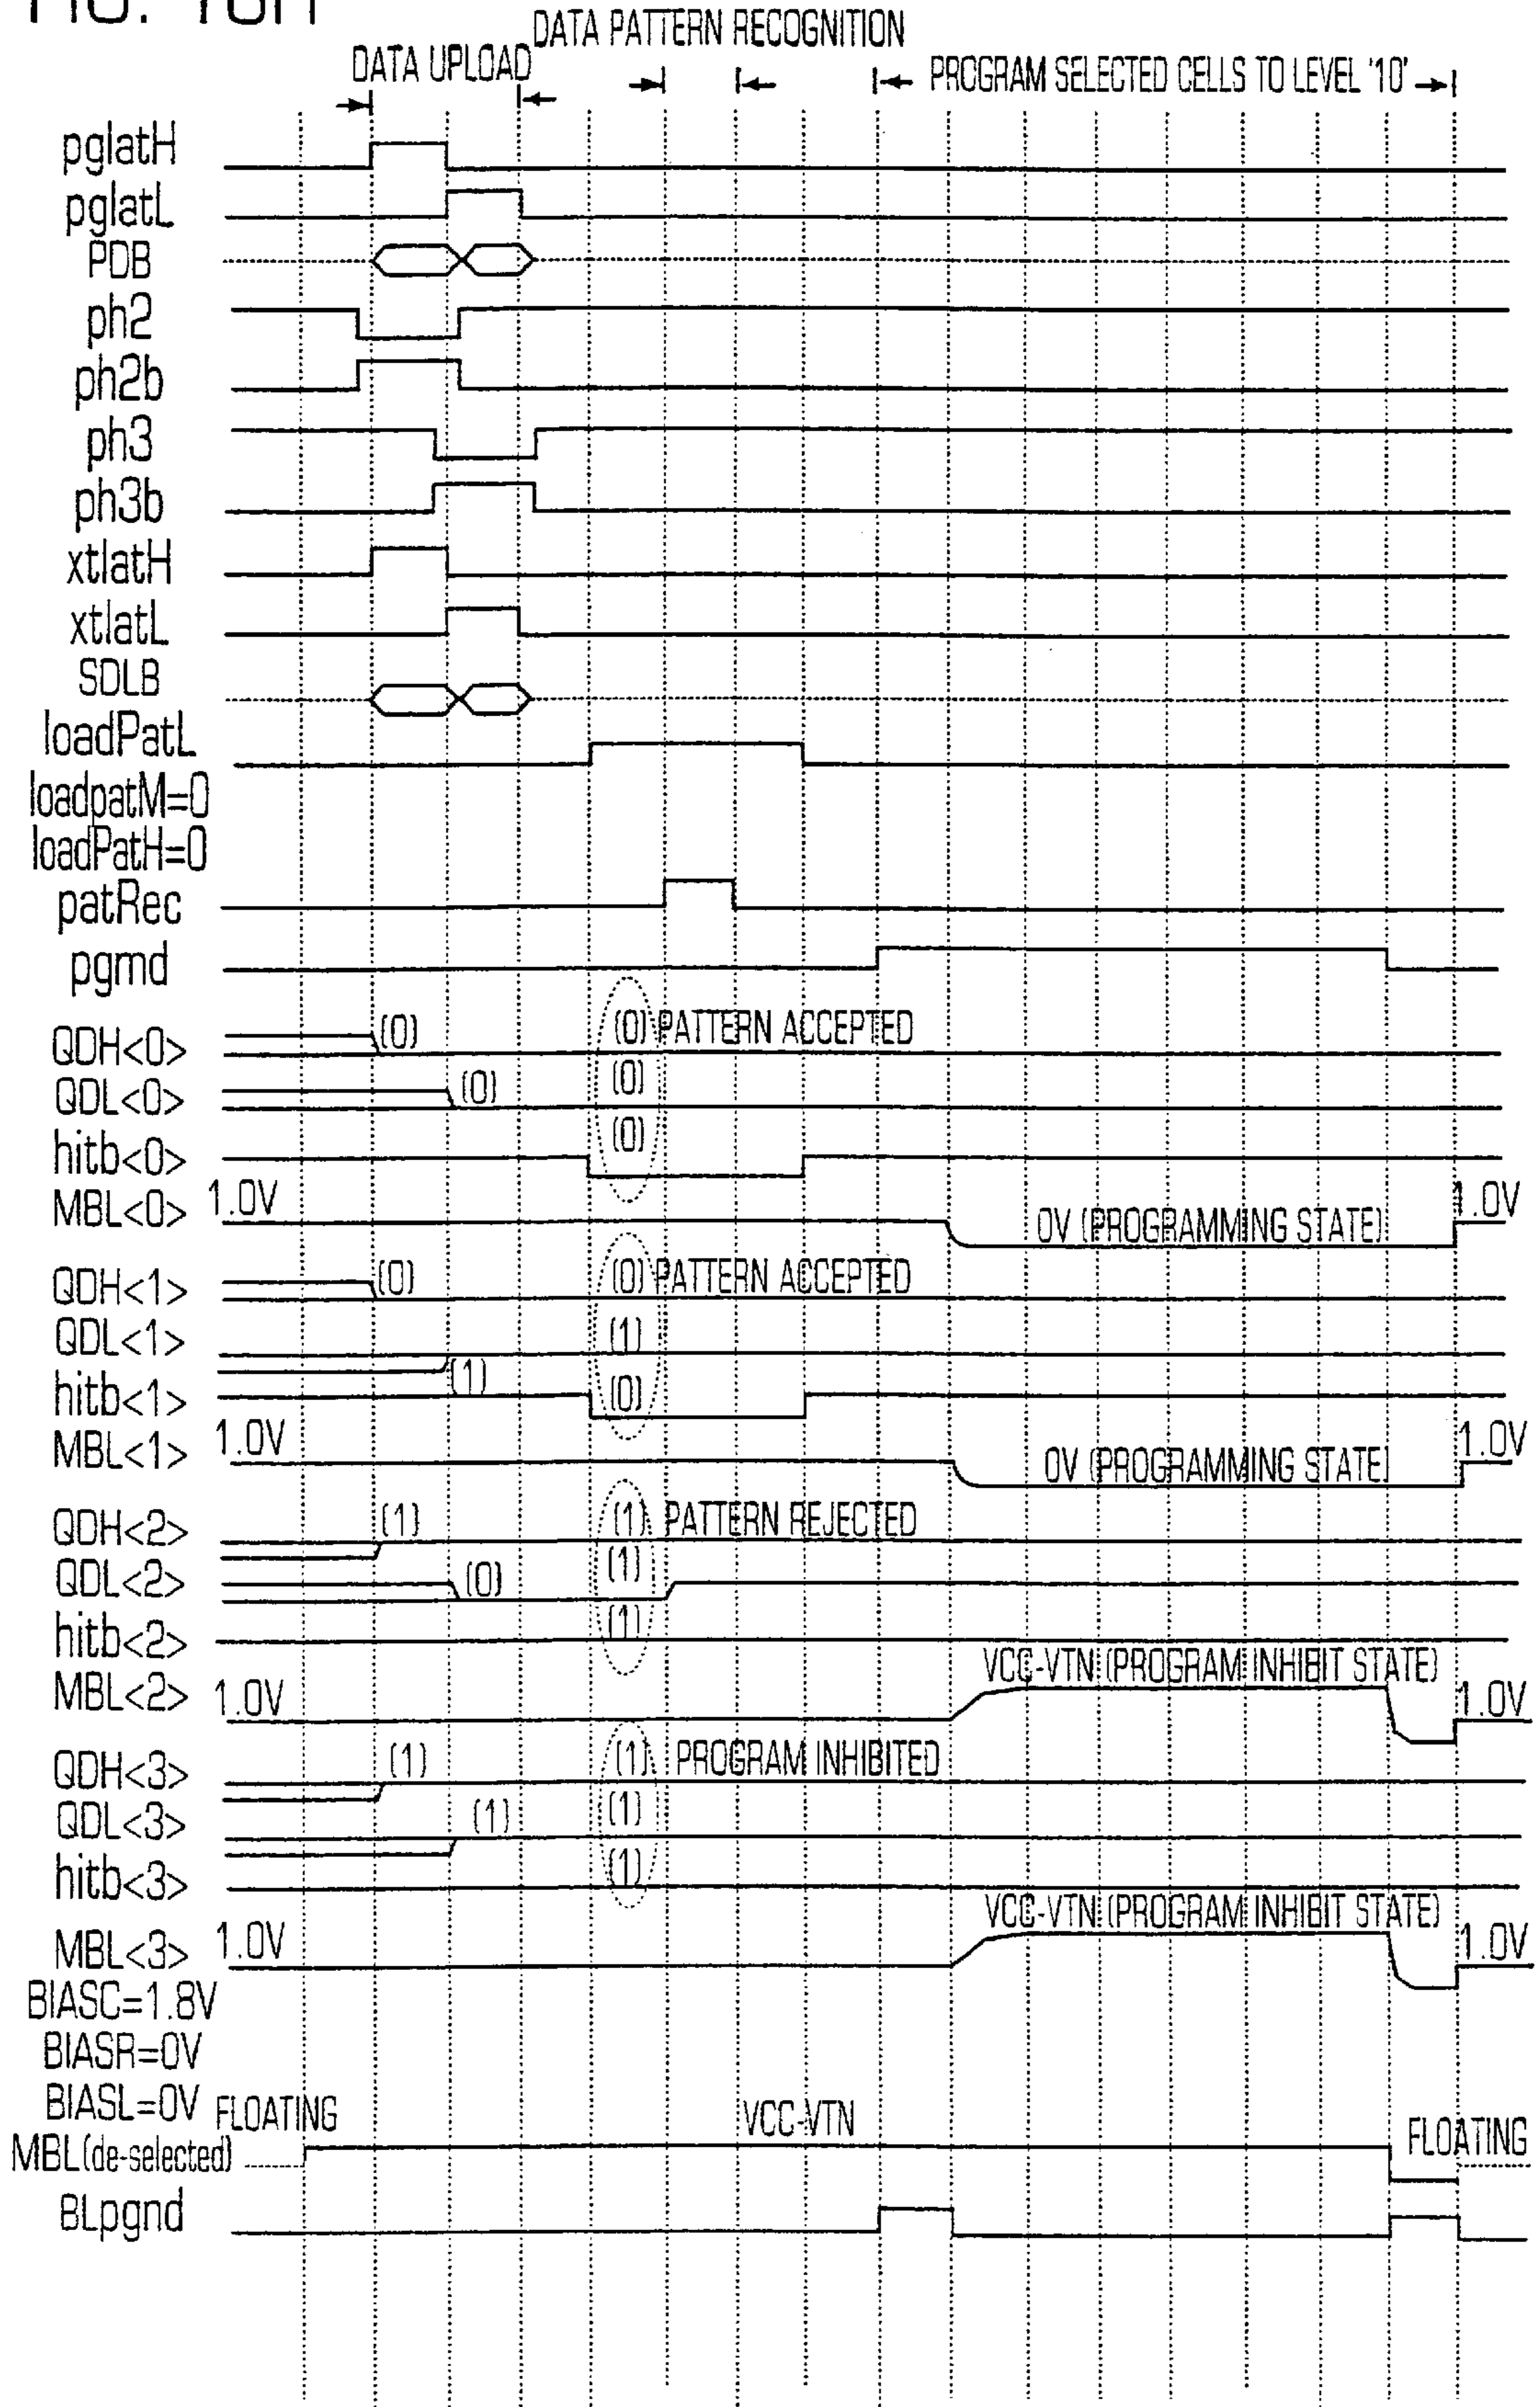 DATA PATTERN RECOGNITION
DATA UPLOAD
PROGRAM SELECTED CELLS TO LEVEL '10'
pglatH
pglatL
PDB
ph2
ph2b
ph3
ph3b
xtlatH
xtlatL
SDLB
loadPatL
loadpatM=0
loadPatH=0
patRec
pgmd
QDH<0> (0) (0) PATTERN ACCEPTED
QDL<0> (0) (0)
hitb<0> (0)
MBL<0> 1.0V 0V (PROGRAMMING STATE) 1.0V
QDH<1> (0) (0) PATTERN ACCEPTED
QDL<1> (1) (1)
hitb<1> (0)
MBL<1> 1.0V 0V (PROGRAMMING STATE) 1.0V
QDH<2> (1) (1) PATTERN REJECTED
QDL<2> (0) (1)
hitb<2> (1)
MBL<2> 1.0V VCC-VTN (PROGRAM INHIBIT STATE) 1.0V
QDH<3> (1) (1) PROGRAM INHIBITED
QDL<3> (1) (1)
hitb<3> (1)
MBL<3> 1.0V VCC-VTN (PROGRAM INHIBIT STATE) 1.0V
BIASC=1.8V
BIASR=0V
BIASL=0V
MBL(de-selected) FLOATING VCC-VTN FLOATING
BLpgnd